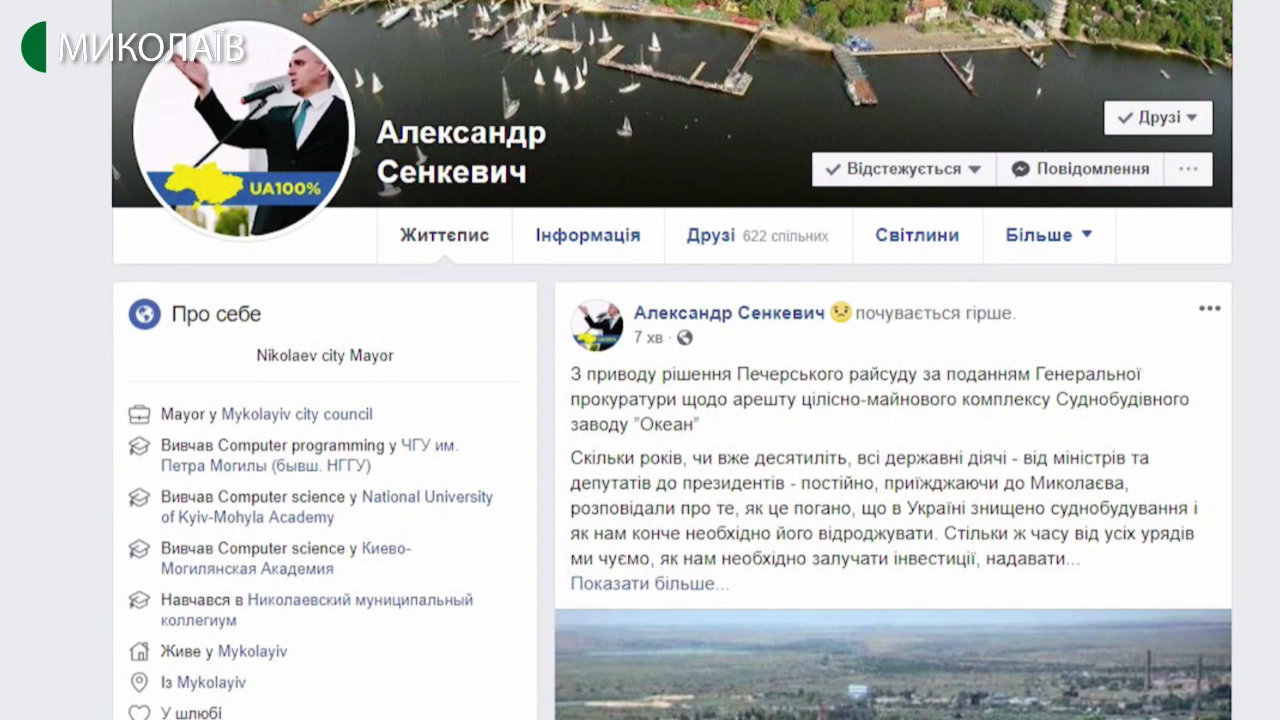 МИКОЛАЇВ
UA100%
Александр
Сенкевич
Друзі
Відстежується
Повідомлення
Життєпис
Інформація
Друзі 622 спільних
Світлини
Більше
Про себе
Nikolaev city Mayor
Mayor у Mykolayiv city council
Вивчав Computer programming у ЧГУ им.
Петра Могилы (бывш. НГГУ)
Вивчав Computer science у National University
of Kyiv-Mohyla Academy
Вивчав Computer science у Киево-
Могилянская Академия
Навчався в Николаевский муниципальный
коллегиум
Живе у Mykolayiv
Із Mykolayiv
У шлюбі
Александр Сенкевич почувається гірше.
7 хв ·
З приводу рішення Печерського райсуду за поданням Генеральної
прокуратури щодо арешту цілісно-майнового комплексу Суднобудівного
заводу "Океан"
Скільки років, чи вже десятиліть, всі державні діячі - від міністрів та
депутатів до президентів - постійно, приїжджаючи до Миколаєва,
розповідали про те, як це погано, що в Україні знищено суднобудування і
як нам конче необхідно його відроджувати. Стільки ж часу від усіх урядів
ми чуємо, як нам необхідно залучати інвестиції, надавати...
Показати більше...